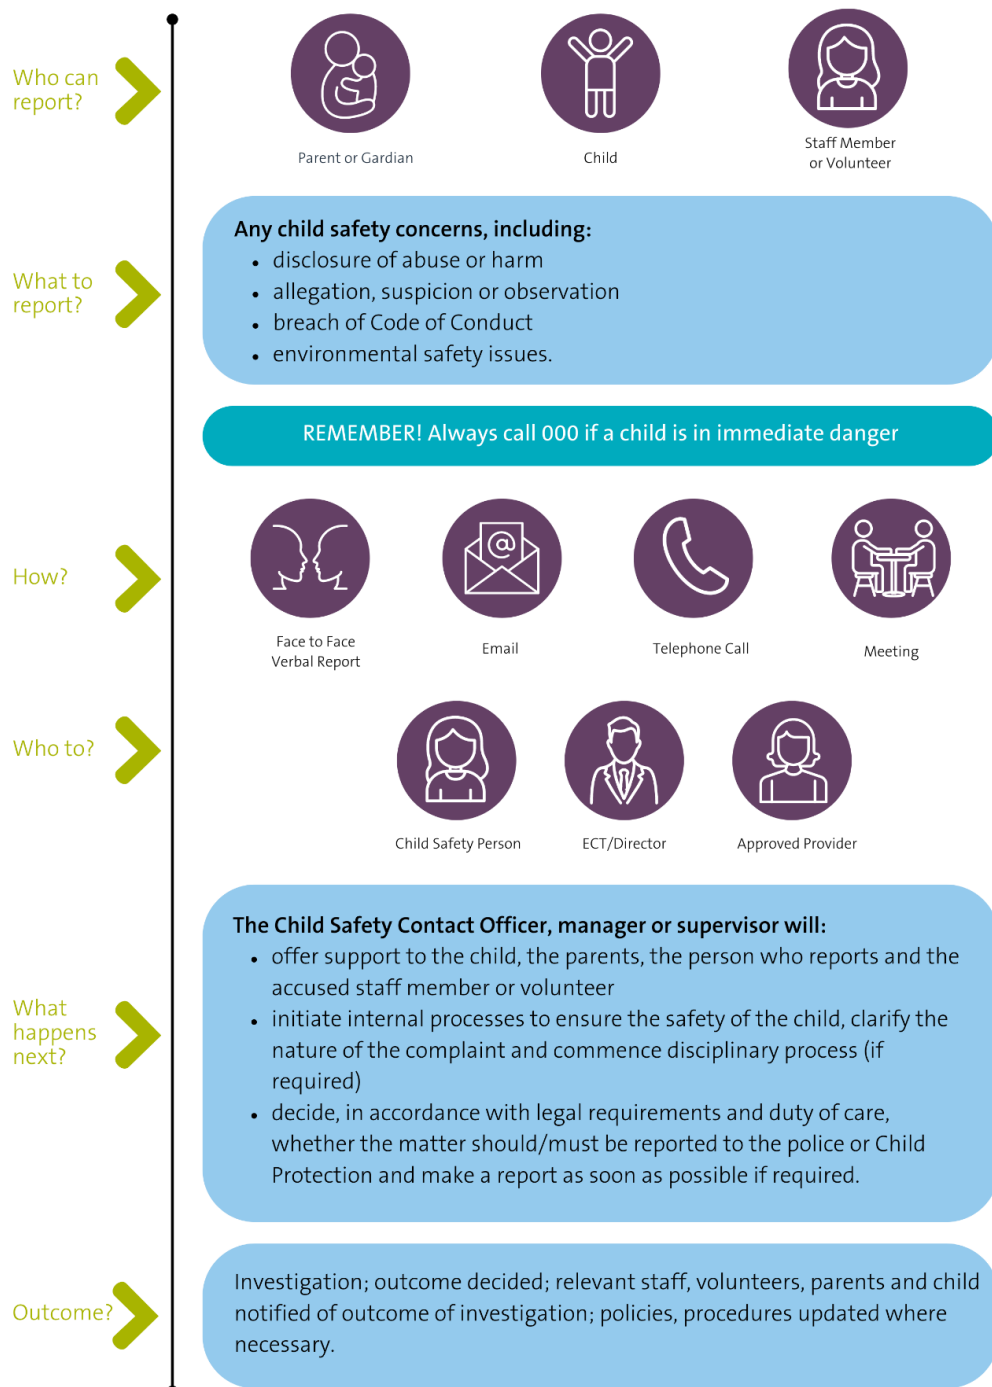 Who can
report?
Parent or Gardian
Child
Staff Member
or Volunteer
What to
report?
Any child safety concerns, including:
• disclosure of abuse or harm
• allegation, suspicion or observation
• breach of Code of Conduct
• environmental safety issues.
REMEMBER! Always call 000 if a child is in immediate danger
How?
@
Face to Face
Verbal Report
Email
Telephone Call
Meeting
Who to?
Child Safety Person
ECT/Director
Approved Provider
What
happens
next?
The Child Safety Contact Officer, manager or supervisor will:
• offer support to the child, the parents, the person who reports and the
accused staff member or volunteer
• initiate internal processes to ensure the safety of the child, clarify the
nature of the complaint and commence disciplinary process (if
required)
• decide, in accordance with legal requirements and duty of care,
whether the matter should/must be reported to the police or Child
Protection and make a report as soon as possible if required.
Outcome?
Investigation; outcome decided; relevant staff, volunteers, parents and child
notified of outcome of investigation; policies, procedures updated where
necessary.